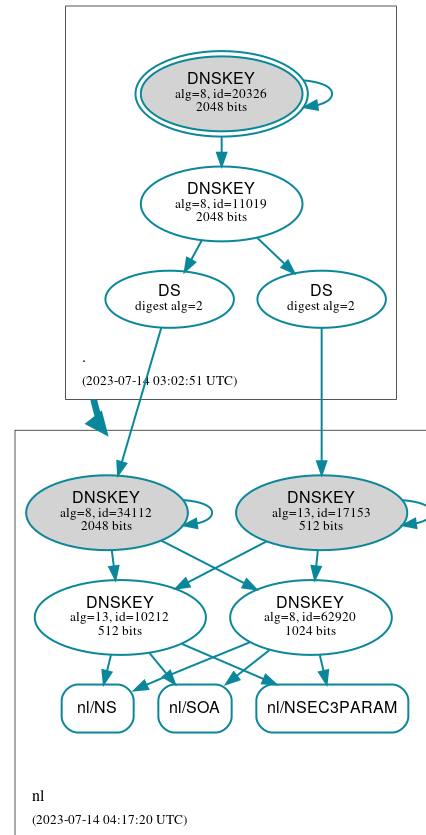 DNSKEY
alg=8, id=20326
2048 bits
DNSKEY
alg=8, id=11019
2048 bits
DS
digest alg=2
DS
digest alg=2
.
(2023-07-14 03:02:51 UTC)
DNSKEY
alg=8, id=34112
2048 bits
DNSKEY
alg=13, id=17153
512 bits
DNSKEY
alg=13, id=10212
512 bits
DNSKEY
alg=8, id=62920
1024 bits
nl/NS
nl/SOA
nl/NSEC3PARAM
nl
(2023-07-14 04:17:20 UTC)